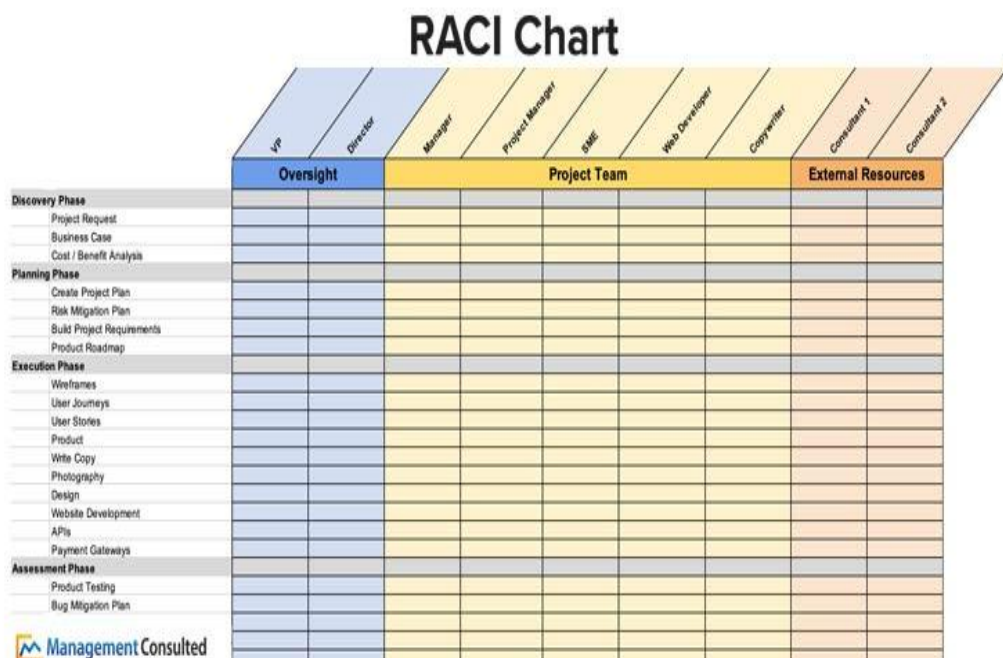 RACI Chart
VP
Director
Manager
Project Manager
SME
Web Developer
Copywriter
Consultant 1
Consultant 2
Oversight
Project Team
External Resources
Discovery Phase
Project Request
Business Case
Cost / Benefit Analysis
Planning Phase
Create Project Plan
Risk Mitigation Plan
Build Project Requirements
Product Roadmap
Execution Phase
Wireframes
User Journeys
User Stories
Product
Write Copy
Photography
Design
Website Development
APIs
Payment Gateways
Assessment Phase
Product Testing
Bug Mitigation Plan
Management Consulted